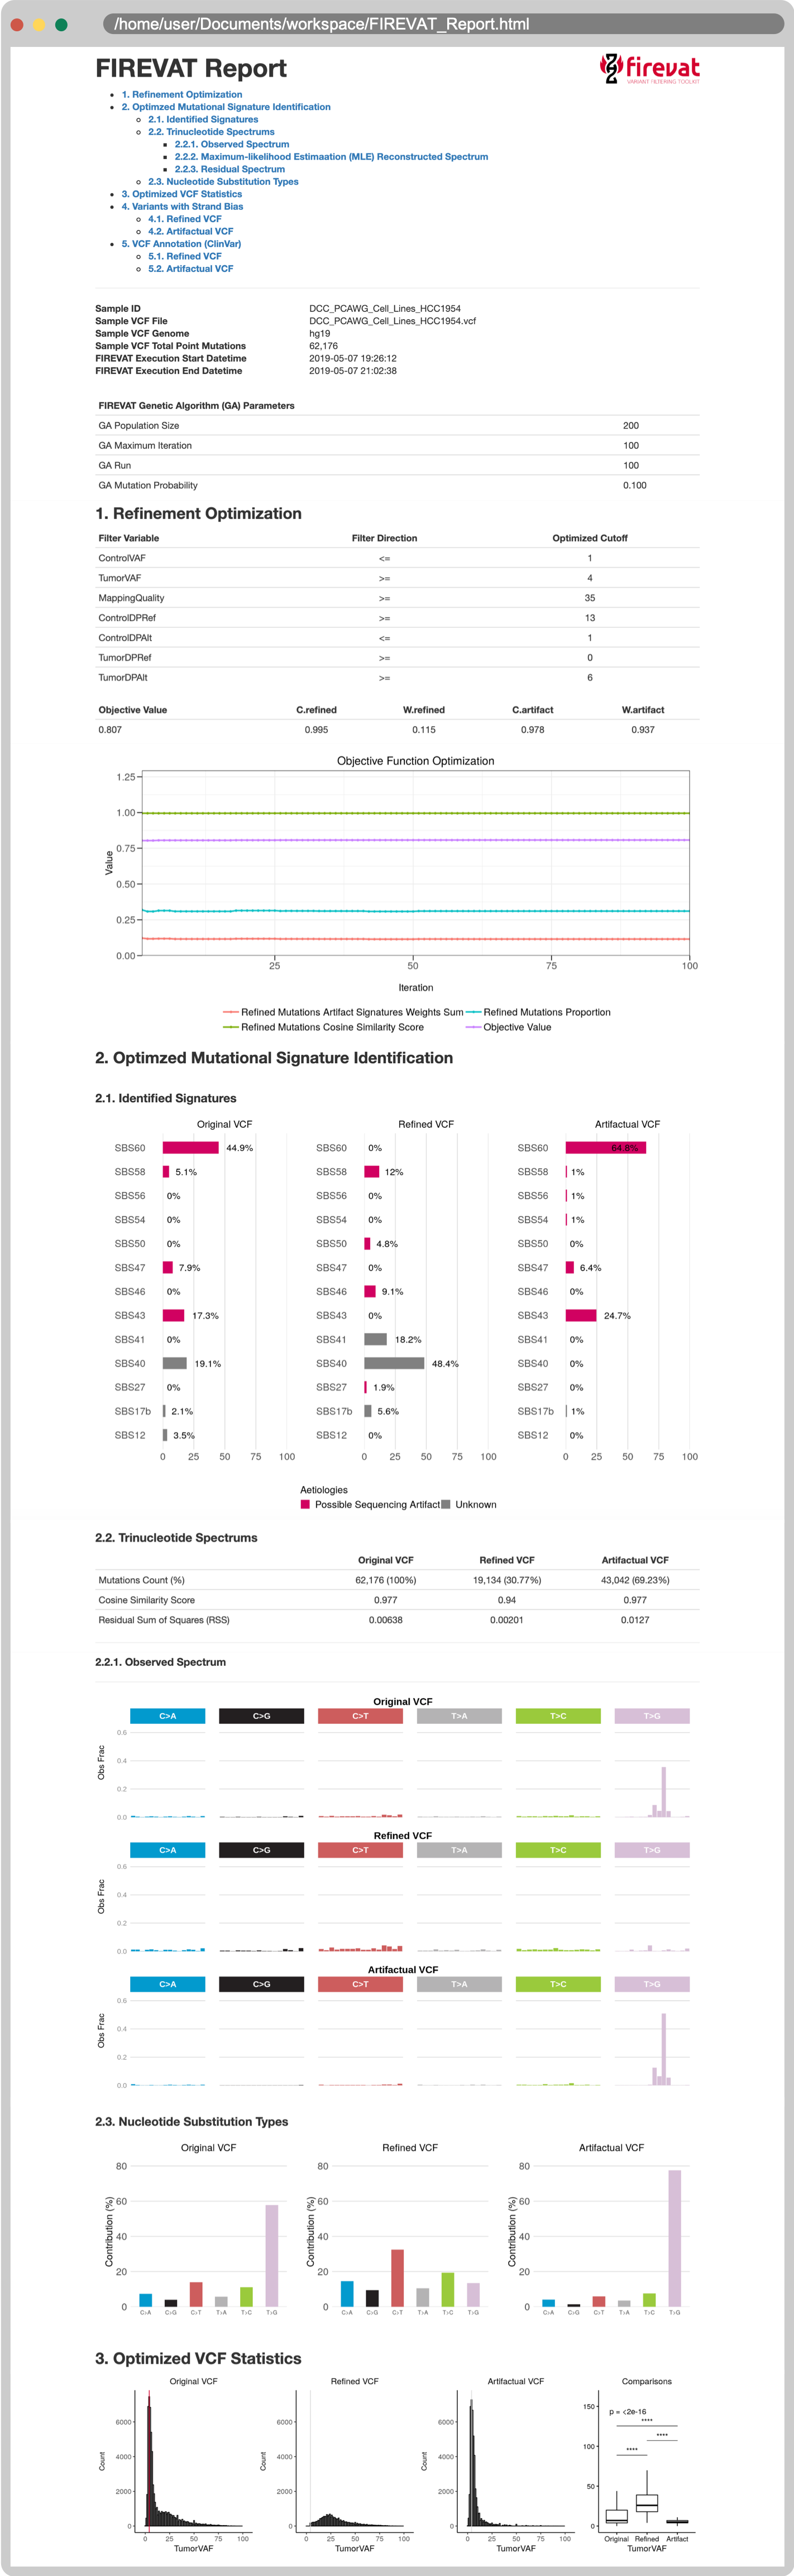 /home/user/Documents/workspace/FIREVAT_Report.html
FIREVAT Report
firevat
VARIANT FILTERING TOOLKIT
1. Refinement Optimization
2. Optimzed Mutational Signature Identification
2.1. Identified Signatures
2.2. Trinucleotide Spectrums
2.2.1. Observed Spectrum
2.2.2. Maximum-likelihood Estimaation (MLE) Reconstructed Spectrum
2.2.3. Residual Spectrum
2.3. Nucleotide Substitution Types
3. Optimized VCF Statistics
4. Variants with Strand Bias
4.1. Refined VCF
4.2. Artifactual VCF
5. VCF Annotation (ClinVar)
5.1. Refined VCF
5.2. Artifactual VCF
Sample ID DCC_PCAWG_Cell_Lines_HCC1954
Sample VCF File DCC_PCAWG_Cell_Lines_HCC1954.vcf
Sample VCF Genome hg19
Sample VCF Total Point Mutations 62,176
FIREVAT Execution Start Datetime 2019-05-07 19:26:12
FIREVAT Execution End Datetime 2019-05-07 21:02:38
FIREVAT Genetic Algorithm (GA) Parameters
GA Population Size 200
GA Maximum Iteration 100
GA Run 100
GA Mutation Probability 0.100
1. Refinement Optimization
Filter Variable Filter Direction Optimized Cutoff
ControlVAF <= 1
TumorVAF >= 4
MappingQuality >= 35
ControlDPRef >= 13
ControlDPAlt <= 1
TumorDPRef >= 0
TumorDPAlt >= 6
Objective Value C.refined W.refined C.artifact W.artifact
0.807 0.995 0.115 0.978 0.937
Objective Function Optimization
1.25
1.00
0.75
0.50
0.25
0.00
Value
25 50 75 100
Iteration
Refined Mutations Artifact Signatures Weights Sum Refined Mutations Proportion
Refined Mutations Cosine Similarity Score Objective Value
2. Optimzed Mutational Signature Identification
2.1. Identified Signatures
Original VCF Refined VCF Artifactual VCF
SBS60 44.9% SBS60 0% SBS60 64.8%
SBS58 5.1% SBS58 12% SBS58 1%
SBS56 0% SBS56 0% SBS56 1%
SBS54 0% SBS54 0% SBS54 1%
SBS50 0% SBS50 4.8% SBS50 0%
SBS47 7.9% SBS47 0% SBS47 6.4%
SBS46 0% SBS46 9.1% SBS46 0%
SBS43 17.3% SBS43 0% SBS43 24.7%
SBS41 0% SBS41 18.2% SBS41 0%
SBS40 19.1% SBS40 48.4% SBS40 0%
SBS27 0% SBS27 1.9% SBS27 0%
SBS17b 2.1% SBS17b 5.6% SBS17b 1%
SBS12 3.5% SBS12 0% SBS12 0%
0 25 50 75 100 0 25 50 75 100 0 25 50 75 100
Aetiologies
Possible Sequencing Artifact Unknown
2.2. Trinucleotide Spectrums
Original VCF Refined VCF Artifactual VCF
Mutations Count (%) 62,176 (100%) 19,134 (30.77%) 43,042 (69.23%)
Cosine Similarity Score 0.977 0.94 0.977
Residual Sum of Squares (RSS) 0.00638 0.00201 0.0127
2.2.1. Observed Spectrum
Original VCF
C>A C>G C>T T>A T>C T>G
0.6
0.4
0.2
0.0
Obs Frac
Refined VCF
C>A C>G C>T T>A T>C T>G
0.6
0.4
0.2
0.0
Obs Frac
Artifactual VCF
C>A C>G C>T T>A T>C T>G
0.6
0.4
0.2
0.0
Obs Frac
2.3. Nucleotide Substitution Types
Original VCF Refined VCF Artifactual VCF
80 80 80
60 60 60
40 40 40
20 20 20
0 0 0
Contribution (%) Contribution (%) Contribution (%)
C>A C>G C>T T>A T>C T>G C>A C>G C>T T>A T>C T>G C>A C>G C>T T>A T>C T>G
3. Optimized VCF Statistics
Original VCF Refined VCF Artifactual VCF Comparisons
6000 6000 6000 150
4000 4000 4000 100
2000 2000 2000 50
0 0 0 0
Count Count Count
p = <2e-16
****
****
****
0 25 50 75 100 0 25 50 75 100 0 25 50 75 100 Original Refined Artifact
TumorVAF TumorVAF TumorVAF TumorVAF